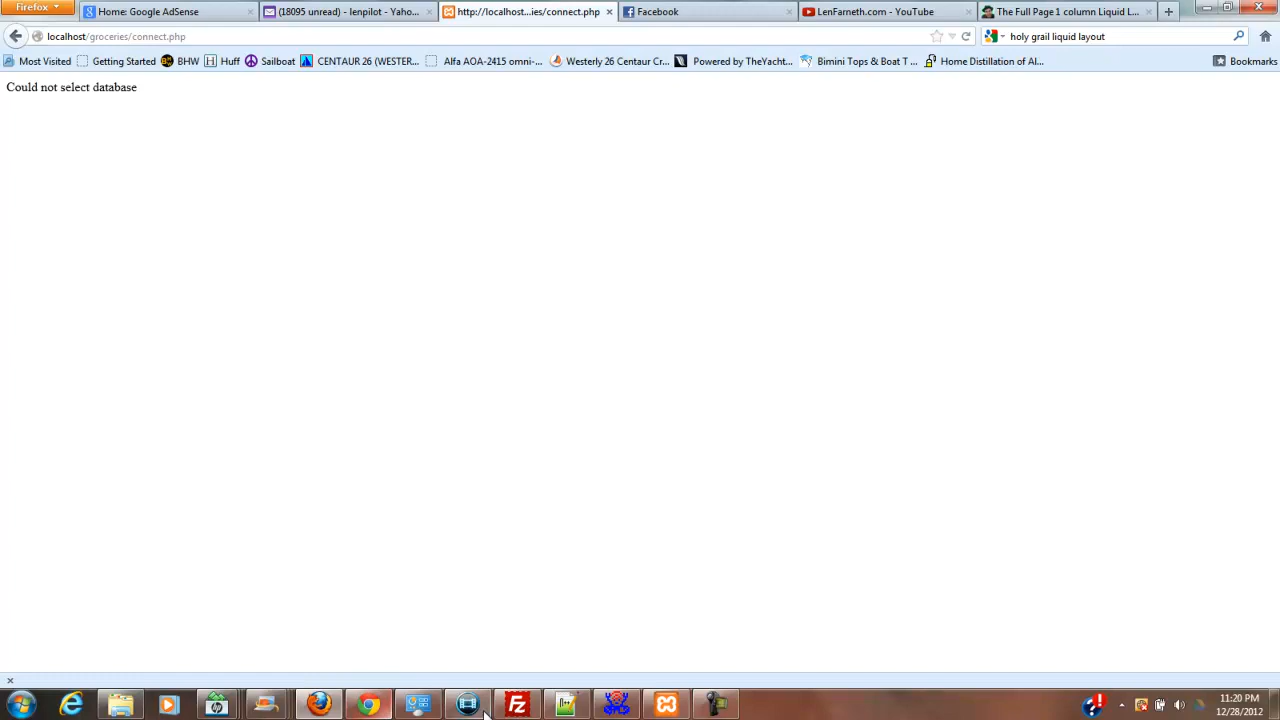 Firefox
Home: Google AdSense
(18095 unread) - lenpilot - Yaho...
http://localhost...ies/connect.php
Facebook
LenFarneth.com - YouTube
The Full Page 1 column Liquid L...
localhost/groceries/connect.php
holy grail liquid layout
Most Visited
Getting Started
BHW
Huff
Sailboat
CENTAUR 26 (WESTER...
Alfa AOA-2415 omni-...
Westerly 26 Centaur Cr...
Powered by TheYacht...
Bimini Tops & Boat T ...
Home Distillation of Al...
Bookmarks
Could not select database
11:20 PM
12/28/2012